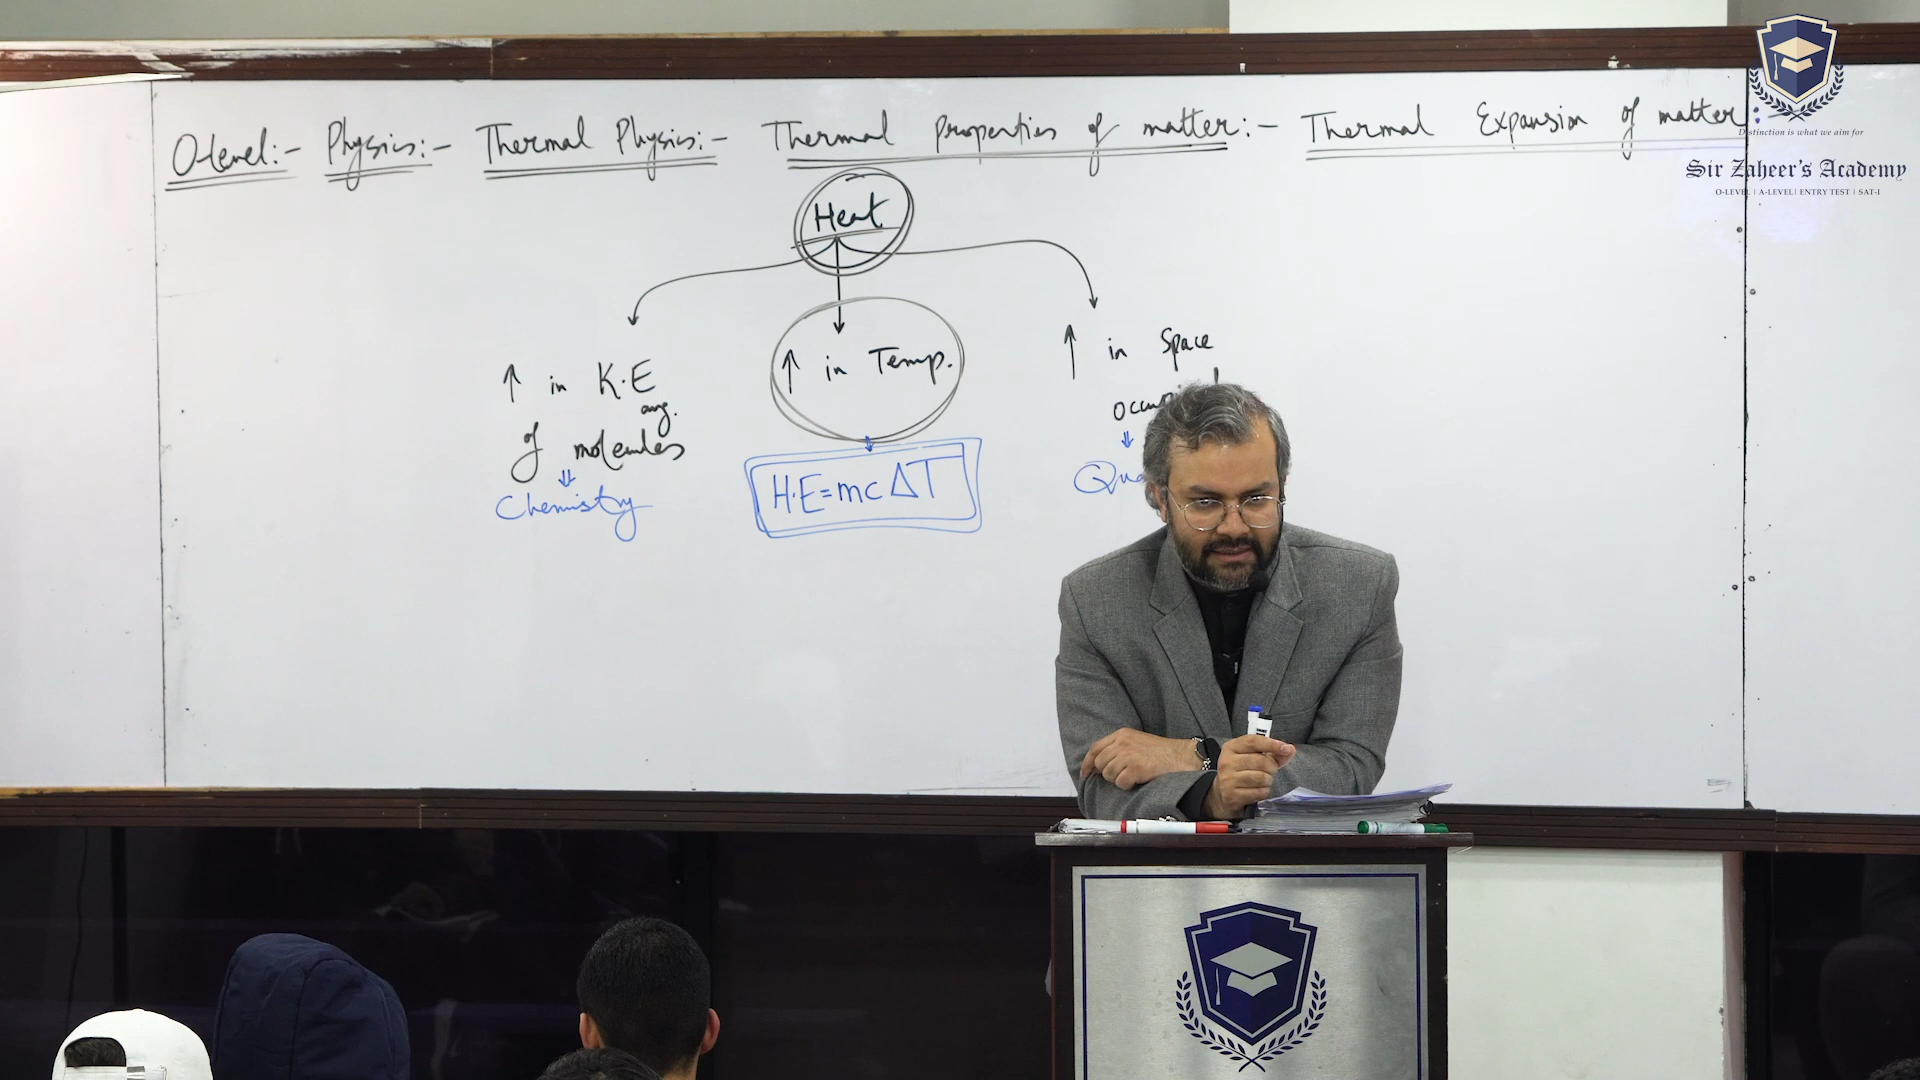 O-level:- Physics:- Thermal Physics:- Thermal Properties of matter:- Thermal Expansion of matter:
Distinction is what we aim for
Sir Zaheer's Academy
O-LEVEL | A-LEVEL | ENTRY TEST | SAT-I
Heat
↑ in K.E avg.
of molecules
⇓
Chemistry
↑ in Temp.
H.E=mcΔT
↑ in Space
⇓